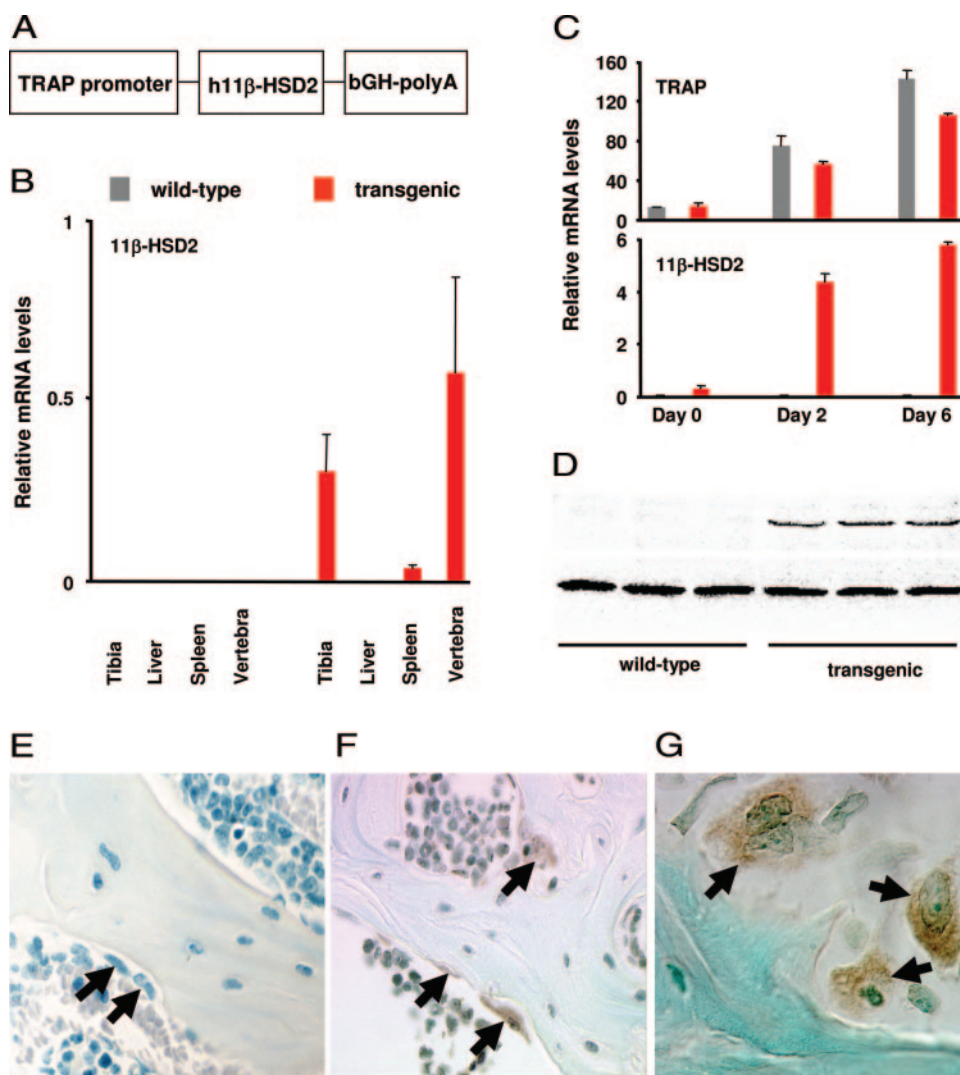 A
TRAP promoter
h11β-HSD2
bGH-polyA
B
wild-type
transgenic
1
0.5
0
Relative mRNA levels
11β-HSD2
Tibia
Liver
Spleen
Vertebra
Tibia
Liver
Spleen
Vertebra
C
160
120
80
40
0
TRAP
Relative mRNA levels
6
4
2
0
11β-HSD2
Day 0
Day 2
Day 6
D
wild-type
transgenic
E
F
G